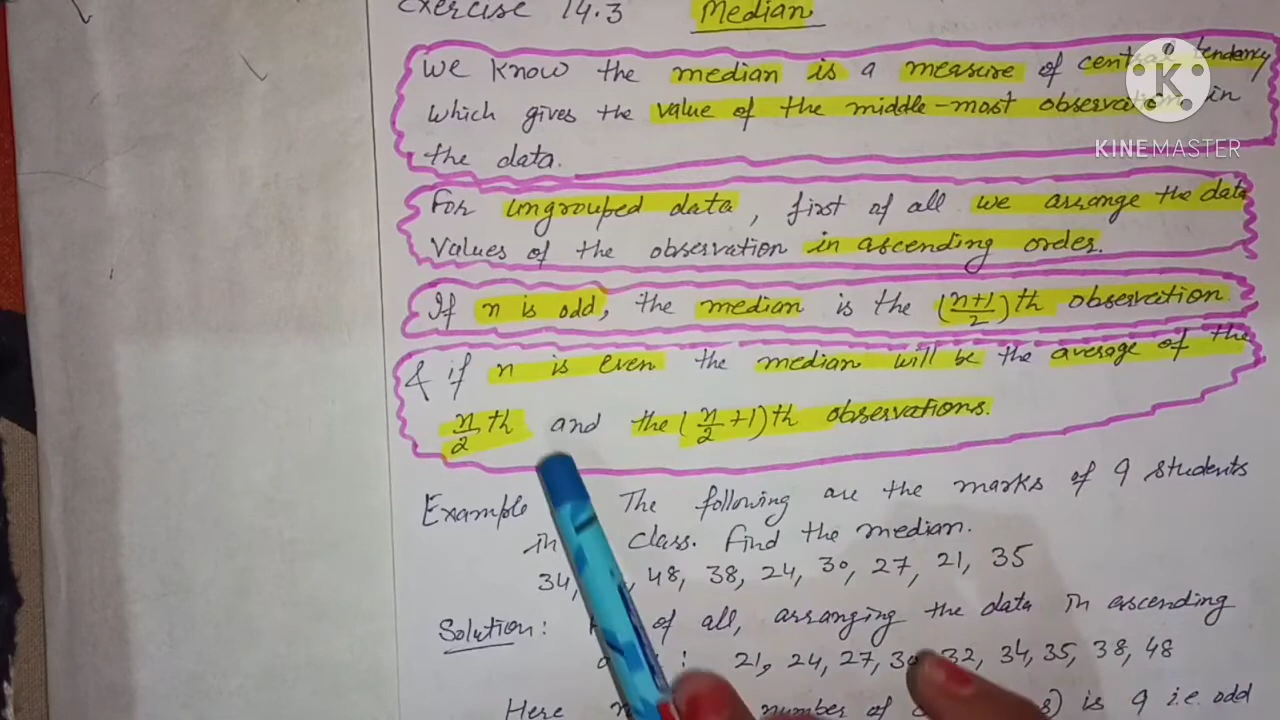 Exercise 14.3 Median
We know the median is a measure of central tendency
which gives the value of the middle-most observation in
the data.
For ungrouped data, first of all we arrange the data
values of the observation in ascending order.
If n is odd, the median is the (n+1/2)th observation
& if n is even the median will be the average of the
n/2 th and the (n/2 +1)th observations.
Example The following are the marks of 9 students
in class. Find the median.
34, 48, 38, 24, 30, 27, 21, 35
Solution: of all, arranging the data in ascending
: 21, 24, 27, 30, 32, 34, 35, 38, 48
Here number of is 9 i.e. odd
K
KINEMASTER